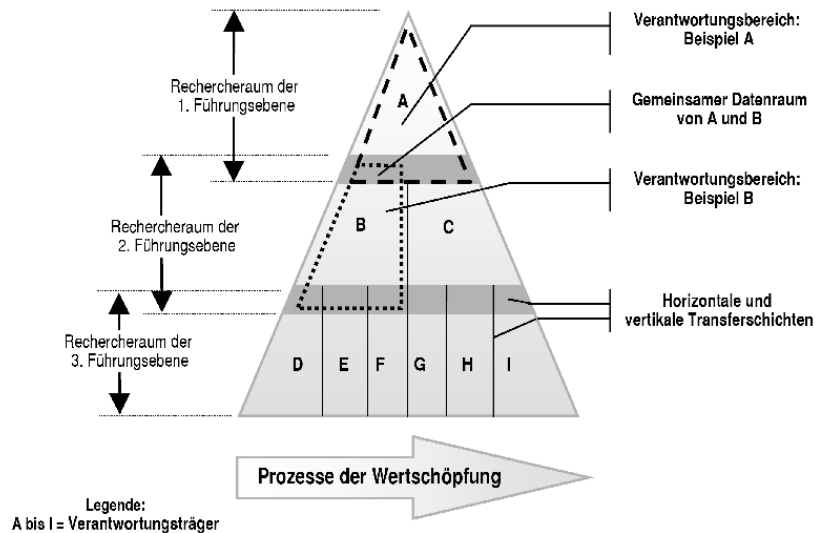 Rechercheraum der
1. Führungsebene
Rechercheraum der
2. Führungsebene
Rechercheraum der
3. Führungsebene
A
B
C
D
E
F
G
H
I
Verantwortungsbereich:
Beispiel A
Gemeinsamer Datenraum
von A und B
Verantwortungsbereich:
Beispiel B
Horizontale und
vertikale Transferschichten
Prozesse der Wertschöpfung
Legende:
A bis I = Verantwortungsträger